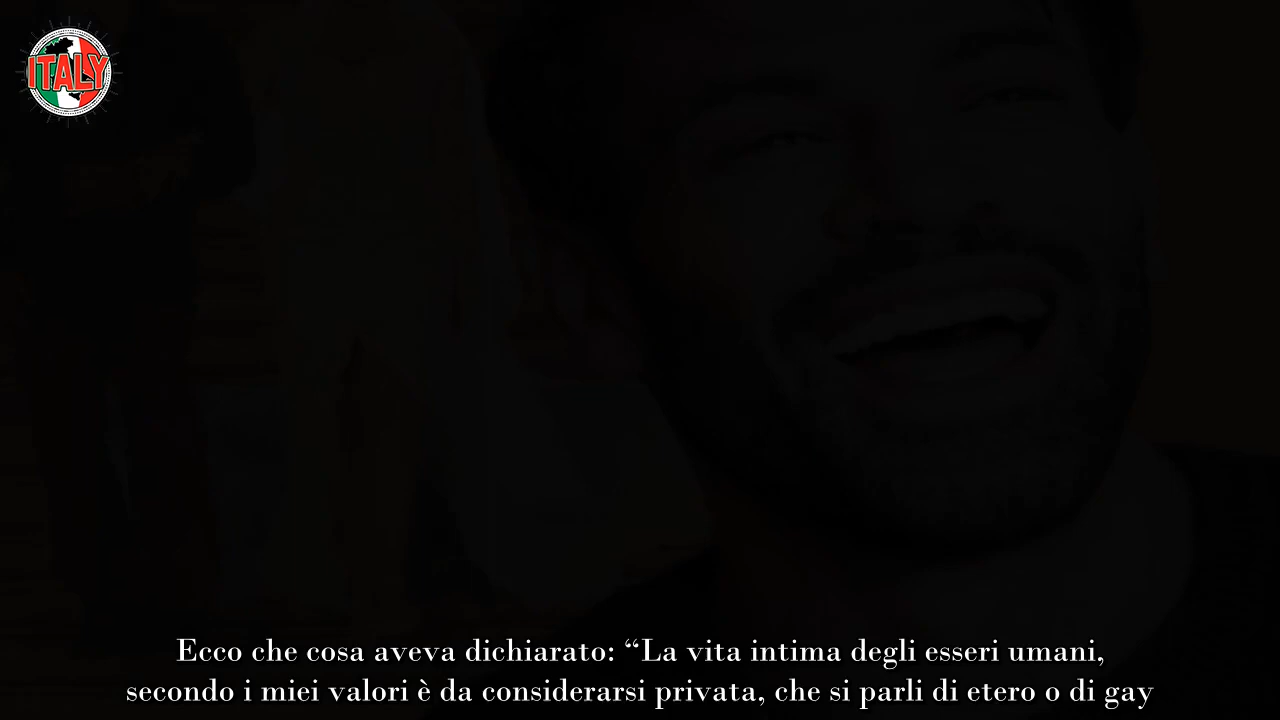 ITALY
Ecco che cosa aveva dichiarato: “La vita intima degli esseri umani,
secondo i miei valori è da considerarsi privata, che si parli di etero o di gay